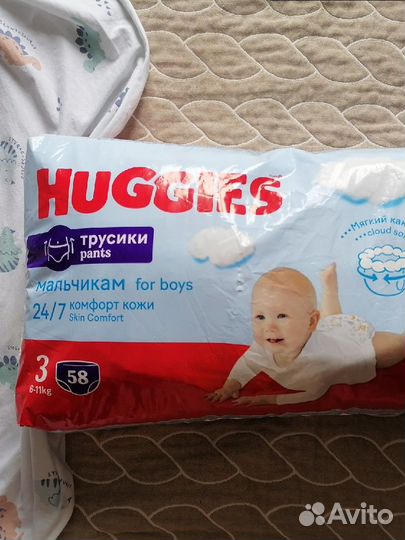 HUGGIES
трусики
pants
мальчикам for boys
24/7 комфорт кожи
Skin Comfort
3
6-11kg
58
Мягкий как
cloud so
Avito